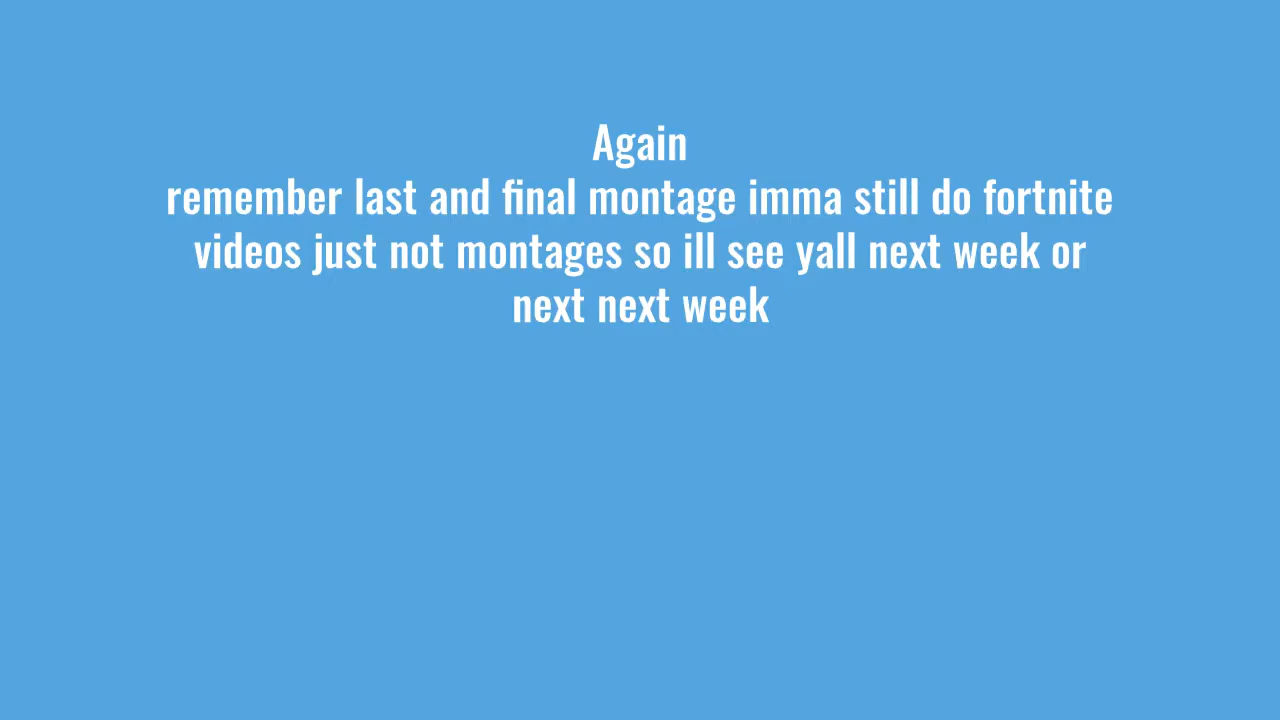 Again
remember last and final montage imma still do fortnite
videos just not montages so ill see yall next week or
next next week